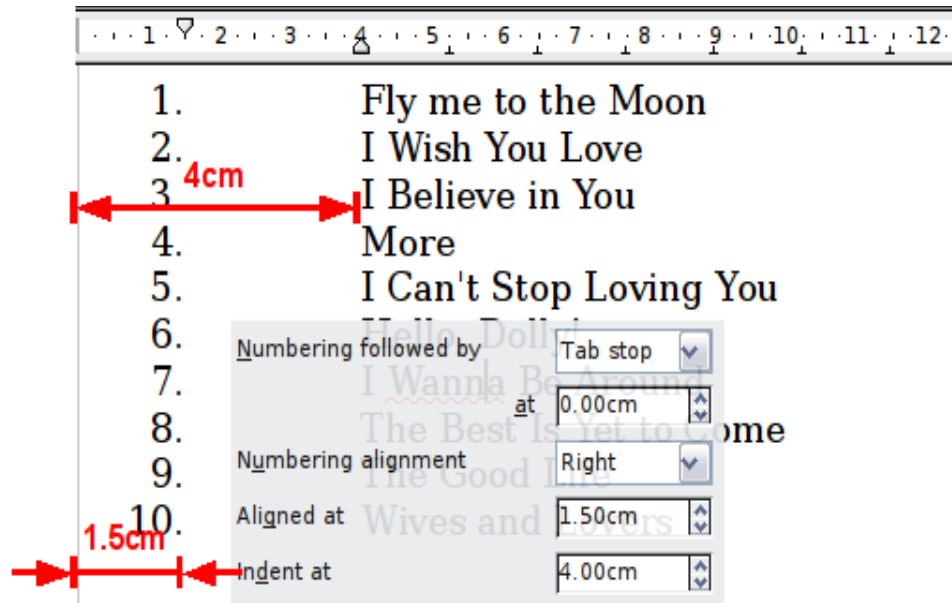 1 2 3 4 5 6 7 8 9 10 11 12
1. Fly me to the Moon
2. I Wish You Love
4cm
3 I Believe in You
4. More
5. I Can't Stop Loving You
6. Hello, Dolly!
Numbering followed by Tab stop
7. I Wanna Be Around
at 0.00cm
8. The Best Is Yet to Come
Numbering alignment Right
9. The Good Life
10. Wives and Lovers
Aligned at 1.50cm
1.5cm
Indent at 4.00cm